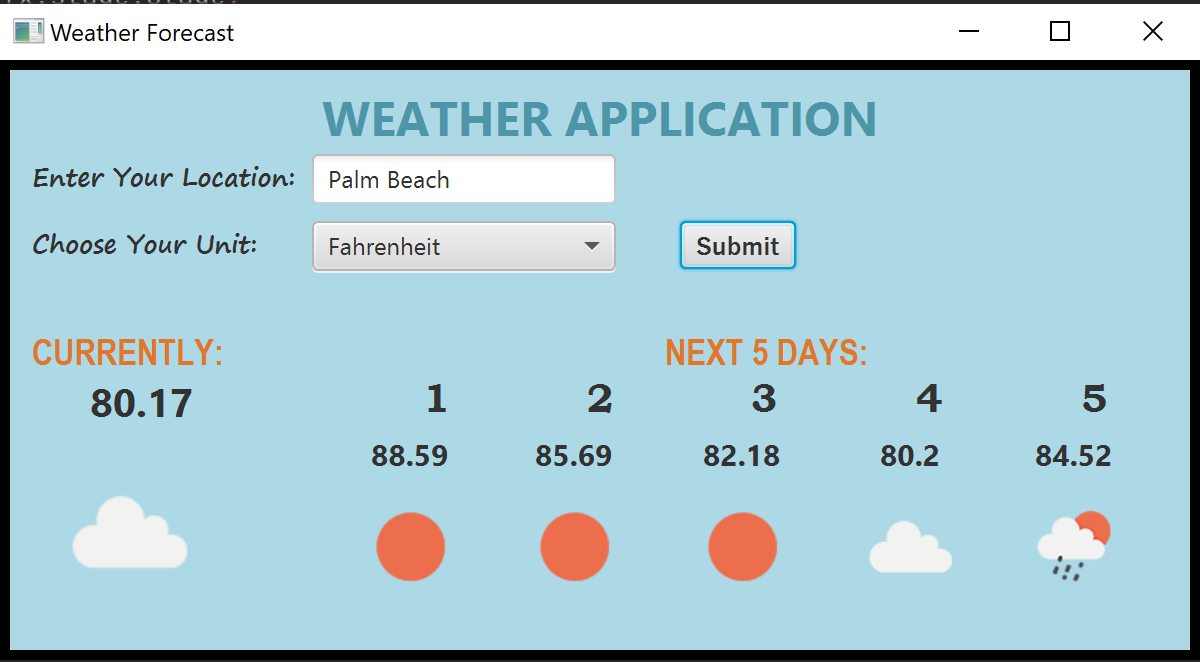 Weather Forecast
WEATHER APPLICATION
Enter Your Location: Palm Beach
Choose Your Unit: Fahrenheit Submit
CURRENTLY: NEXT 5 DAYS:
80.17 1 2 3 4 5
88.59 85.69 82.18 80.2 84.52